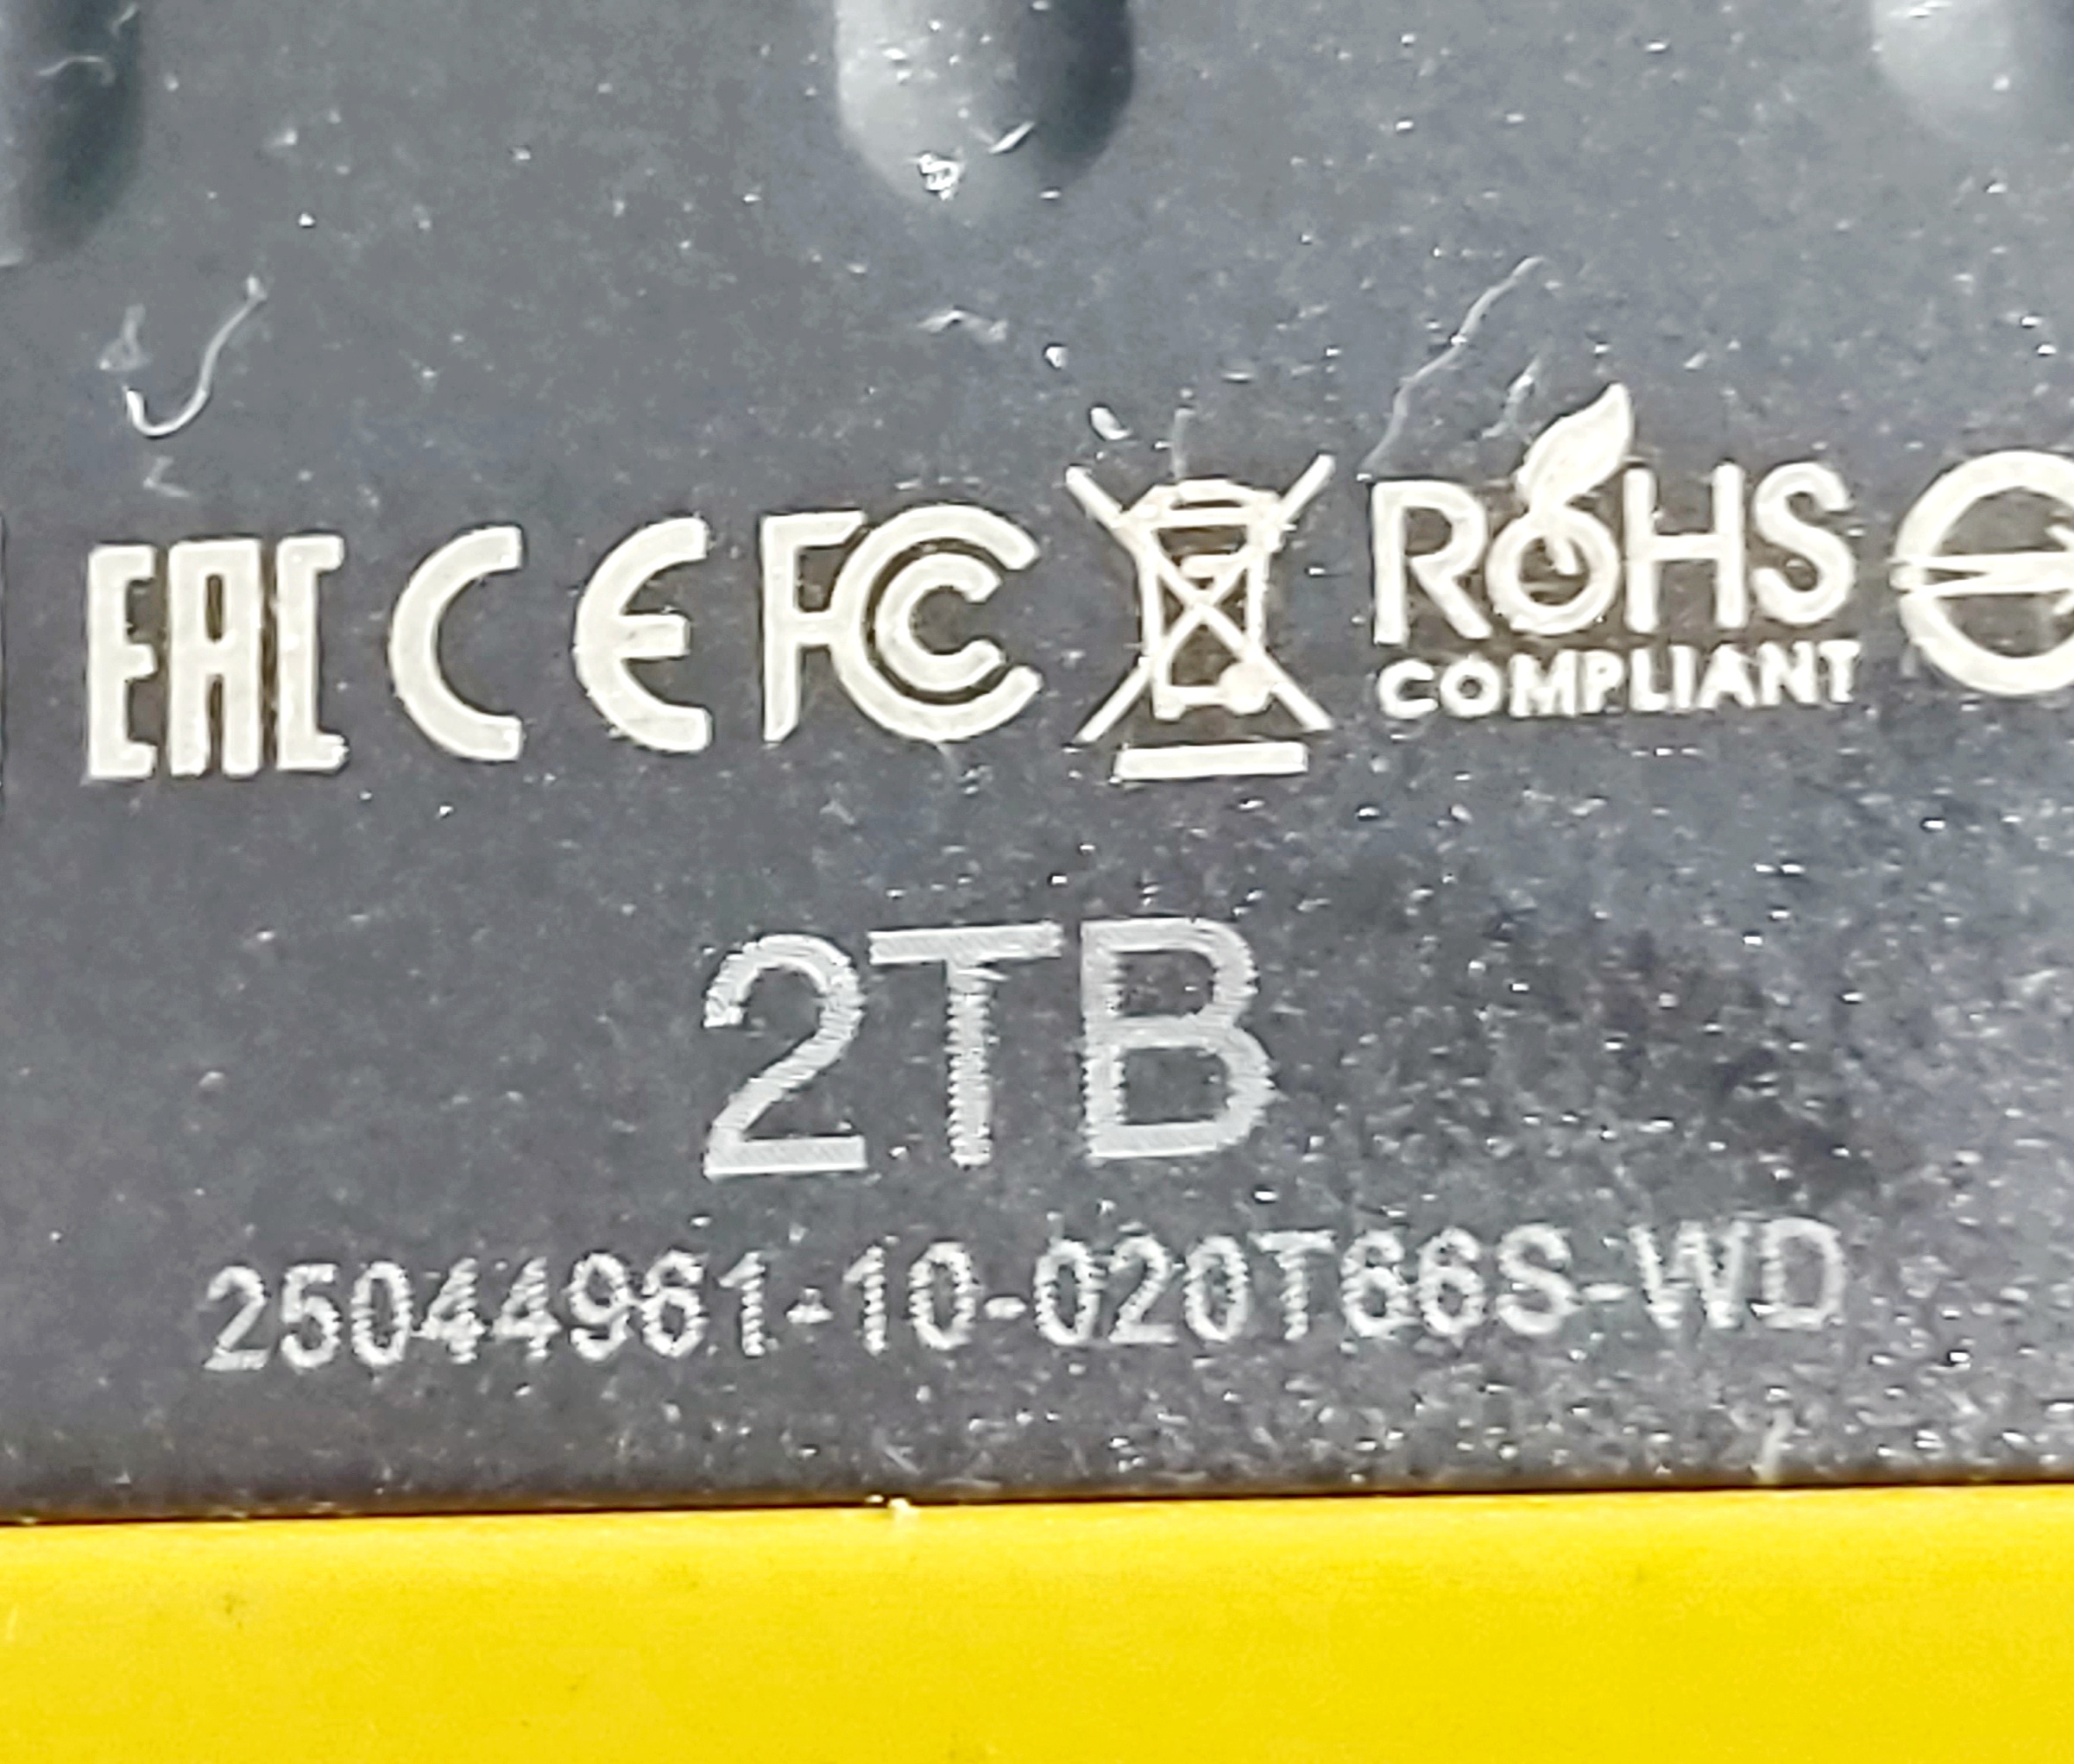 EAC CE FC RoHS
COMPLIANT
2TB
25044961-10-020T66S-WD